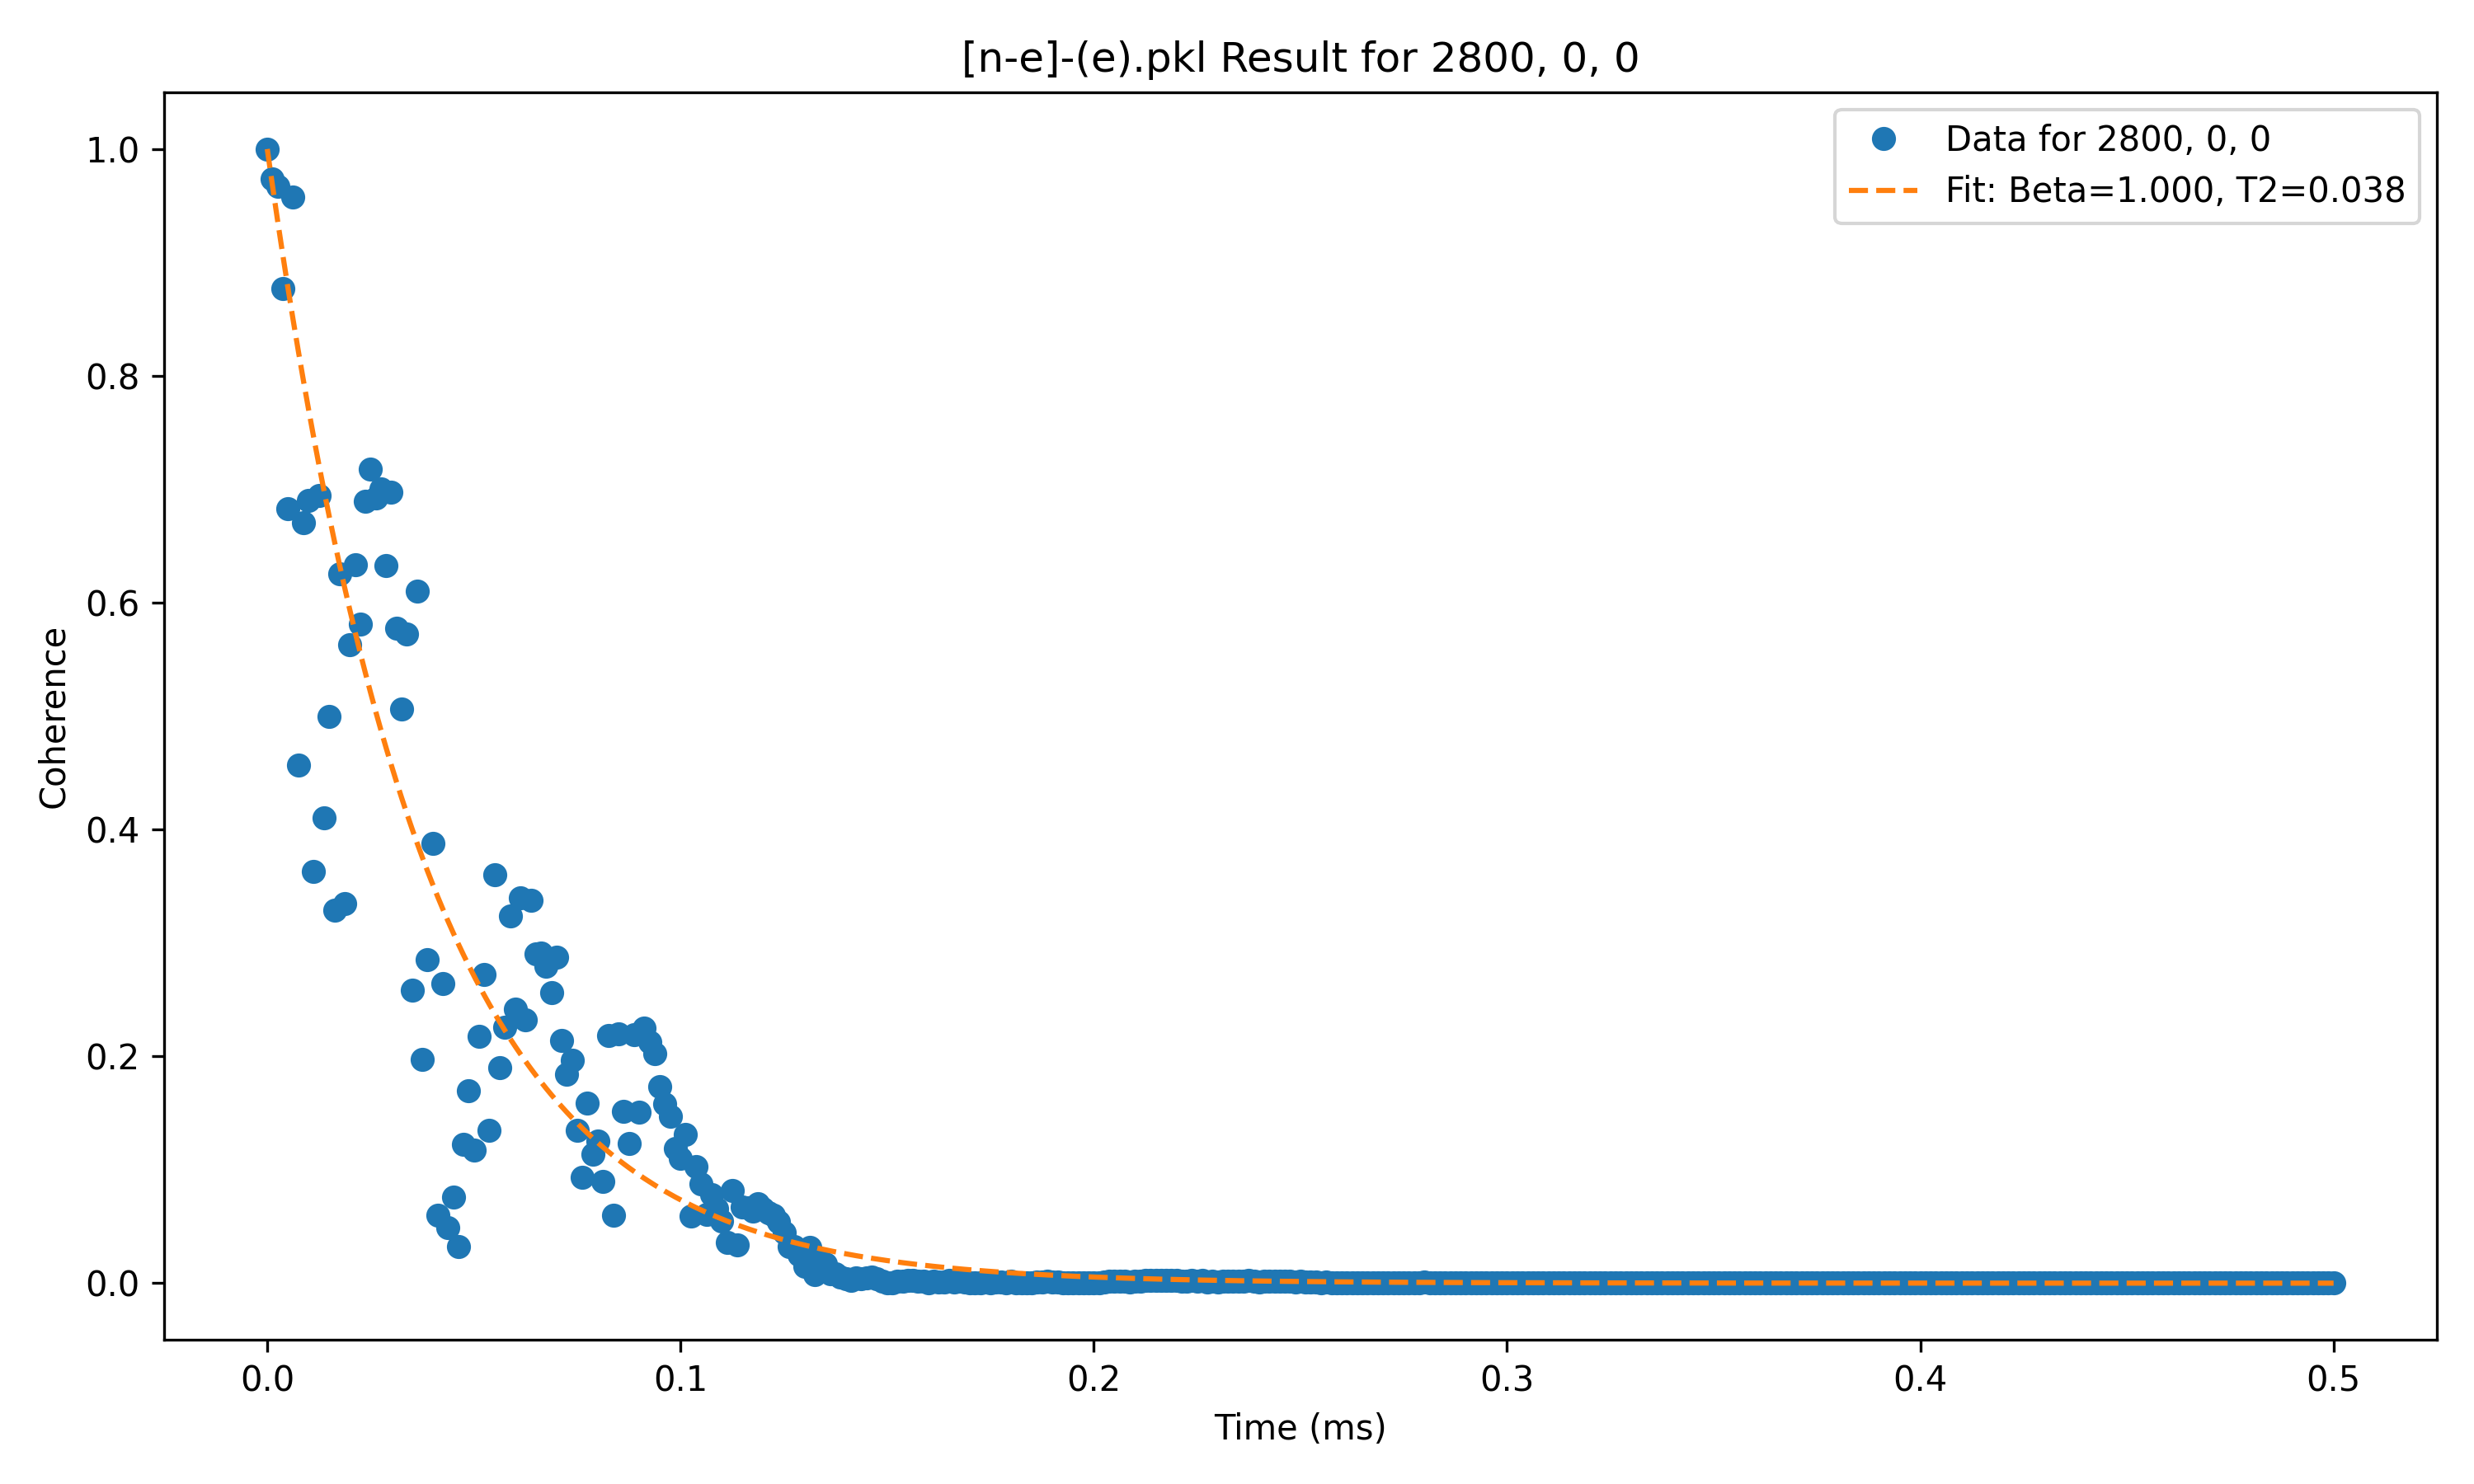 [n-e]-(e).pkl Result for 2800, 0, 0
Data for 2800, 0, 0
Fit: Beta=1.000, T2=0.038
Coherence
1.0
0.8
0.6
0.4
0.2
0.0
0.0 0.1 0.2 0.3 0.4 0.5
Time (ms)